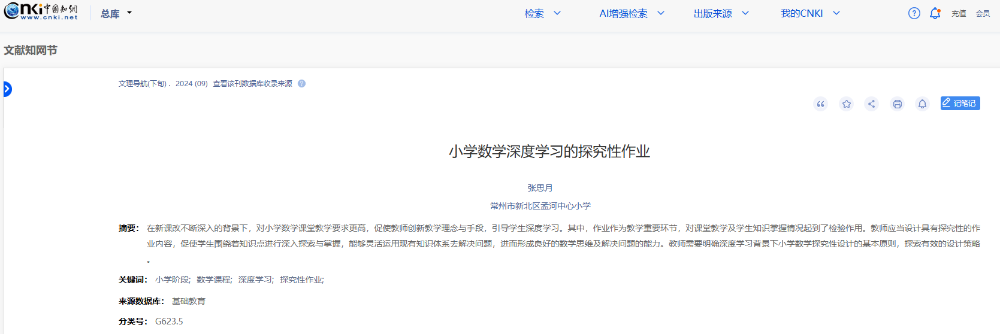 Cnki中国知网
www.cnki.net
总库
检索
AI增强检索
出版来源
我的CNKI
充值
会员
文献知网节
文理导航(下旬) . 2024 (09) 查看该刊数据库收录来源
记笔记
小学数学深度学习的探究性作业
张思月
常州市新北区孟河中心小学
摘要： 在新课改不断深入的背景下，对小学数学课堂教学要求更高，促使教师创新教学理念与手段，引导学生深度学习。其中，作业作为教学重要环节，对课堂教学及学生知识掌握情况起到了检验作用。教师应当设计具有探究性的作
业内容，促使学生围绕着知识点进行深入探索与掌握，能够灵活运用现有知识体系去解决问题，进而形成良好的数学思维及解决问题的能力。教师需要明确深度学习背景下小学数学探究性设计的基本原则，探索有效的设计策略
。
关键词： 小学阶段; 数学课程; 深度学习; 探究性作业;
来源数据库： 基础教育
分类号： G623.5